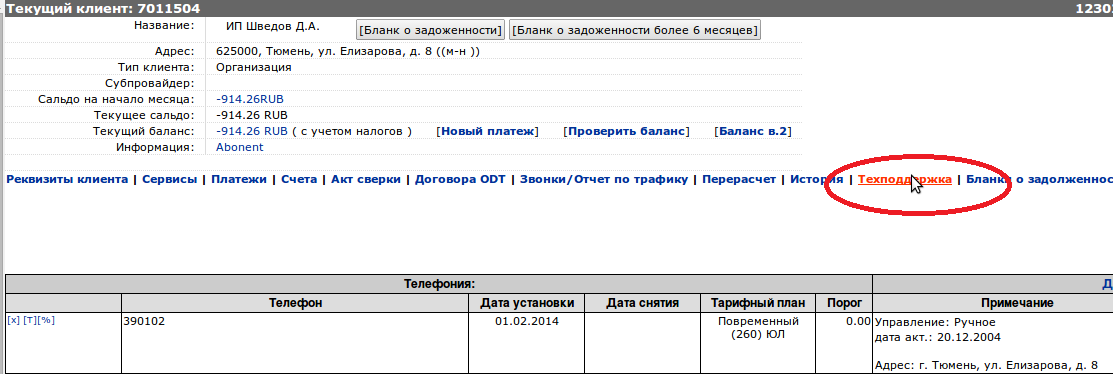 Текущий клиент: 7011504 1230
Название: ИП Шведов Д.А. [Бланк о задоженности] [Бланк о задоженности более 6 месяцев]
Адрес: 625000, Тюмень, ул. Елизарова, д. 8 ((м-н ))
Тип клиента: Организация
Субпровайдер:
Сальдо на начало месяца: -914.26RUB
Текущее сальдо: -914.26 RUB
Текущий баланс: -914.26 RUB ( с учетом налогов ) [Новый платеж] [Проверить баланс] [Баланс в.2]
Информация: Abonent
Реквизиты клиента | Сервисы | Платежи | Счета | Акт сверки | Договора ODT | Звонки/Отчет по трафику | Перерасчет | История | Техподдержка | Бланк о задолженнос
Телефония: Д
Телефон Дата установки Дата снятия Тарифный план Порог Примечание
[x] [T][%] 390102 01.02.2014 Повременный (260) ЮЛ 0.00 Управление: Ручное
дата акт.: 20.12.2004
Адрес: г. Тюмень, ул. Елизарова, д. 8